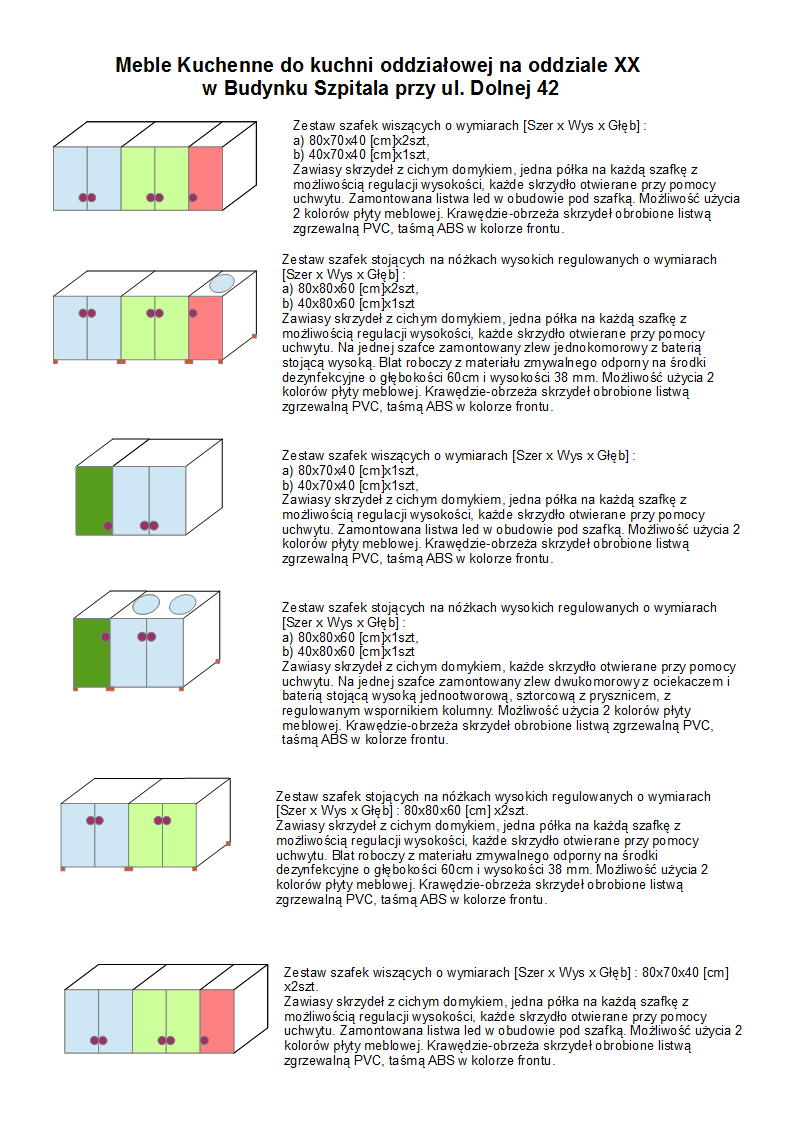 Meble Kuchenne do kuchni oddziałowej na oddziale XX
w Budynku Szpitala przy ul. Dolnej 42
Zestaw szafek wiszących o wymiarach [Szer x Wys x Głęb] :
a) 80x70x40 [cm]x2szt,
b) 40x70x40 [cm]x1szt,
Zawiasy skrzydeł z cichym domykiem, jedna półka na każdą szafkę z
możliwością regulacji wysokości, każde skrzydło otwierane przy pomocy
uchwytu. Zamontowana listwa led w obudowie pod szafką. Możliwość użycia
2 kolorów płyty meblowej. Krawędzie-obrzeża skrzydeł obrobione listwą
zgrzewalną PVC, taśmą ABS w kolorze frontu.
Zestaw szafek stojących na nóżkach wysokich regulowanych o wymiarach
[Szer x Wys x Głęb] :
a) 80x80x60 [cm]x2szt,
b) 40x80x60 [cm]x1szt
Zawiasy skrzydeł z cichym domykiem, jedna półka na każdą szafkę z
możliwością regulacji wysokości, każde skrzydło otwierane przy pomocy
uchwytu. Na jednej szafce zamontowany zlew jednokomorowy z baterią
stojącą wysoką. Blat roboczy z materiału zmywalnego odporny na środki
dezynfekcyjne o głębokości 60cm i wysokości 38 mm. Możliwość użycia 2
kolorów płyty meblowej. Krawędzie-obrzeża skrzydeł obrobione listwą
zgrzewalną PVC, taśmą ABS w kolorze frontu.
Zestaw szafek wiszących o wymiarach [Szer x Wys x Głęb] :
a) 80x70x40 [cm]x1szt,
b) 40x70x40 [cm]x1szt,
Zawiasy skrzydeł z cichym domykiem, jedna półka na każdą szafkę z
możliwością regulacji wysokości, każde skrzydło otwierane przy pomocy
uchwytu. Zamontowana listwa led w obudowie pod szafką. Możliwość użycia 2
kolorów płyty meblowej. Krawędzie-obrzeża skrzydeł obrobione listwą
zgrzewalną PVC, taśmą ABS w kolorze frontu.
Zestaw szafek stojących na nóżkach wysokich regulowanych o wymiarach
[Szer x Wys x Głęb] :
a) 80x80x60 [cm]x1szt,
b) 40x80x60 [cm]x1szt
Zawiasy skrzydeł z cichym domykiem, każde skrzydło otwierane przy pomocy
uchwytu. Na jednej szafce zamontowany zlew dwukomorowy z ociekaczem i
baterią stojącą wysoką jednootworową, sztorcową z prysznicem, z
regulowanym wspornikiem kolumny. Możliwość użycia 2 kolorów płyty
meblowej. Krawędzie-obrzeża skrzydeł obrobione listwą zgrzewalną PVC,
taśmą ABS w kolorze frontu.
Zestaw szafek stojących na nóżkach wysokich regulowanych o wymiarach
[Szer x Wys x Głęb] : 80x80x60 [cm] x2szt.
Zawiasy skrzydeł z cichym domykiem, jedna półka na każdą szafkę z
możliwością regulacji wysokości, każde skrzydło otwierane przy pomocy
uchwytu. Blat roboczy z materiału zmywalnego odporny na środki
dezynfekcyjne o głębokości 60cm i wysokości 38 mm. Możliwość użycia 2
kolorów płyty meblowej. Krawędzie-obrzeża skrzydeł obrobione listwą
zgrzewalną PVC, taśmą ABS w kolorze frontu.
Zestaw szafek wiszących o wymiarach [Szer x Wys x Głęb] : 80x70x40 [cm]
x2szt.
Zawiasy skrzydeł z cichym domykiem, jedna półka na każdą szafkę z
możliwością regulacji wysokości, każde skrzydło otwierane przy pomocy
uchwytu. Zamontowana listwa led w obudowie pod szafką. Możliwość użycia 2
kolorów płyty meblowej. Krawędzie-obrzeża skrzydeł obrobione listwą
zgrzewalną PVC, taśmą ABS w kolorze frontu.